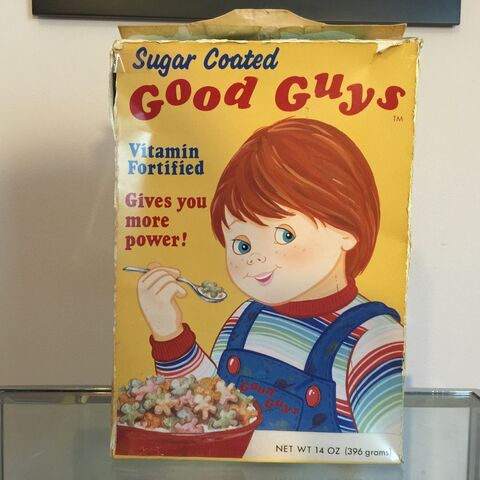 Sugar Coated
Good Guys
TM
Vitamin
Fortified
Gives you
more
power!
Good
Guys
NET WT 14 OZ (396 grams)